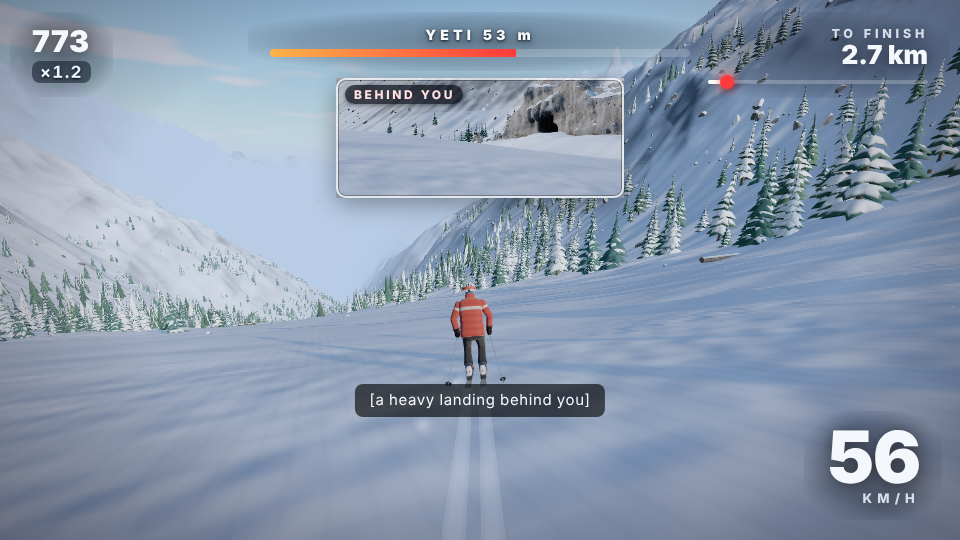 773
×1.2
YETI 53 m
BEHIND YOU
TO FINISH
2.7 km
[a heavy landing behind you]
56
KM/H